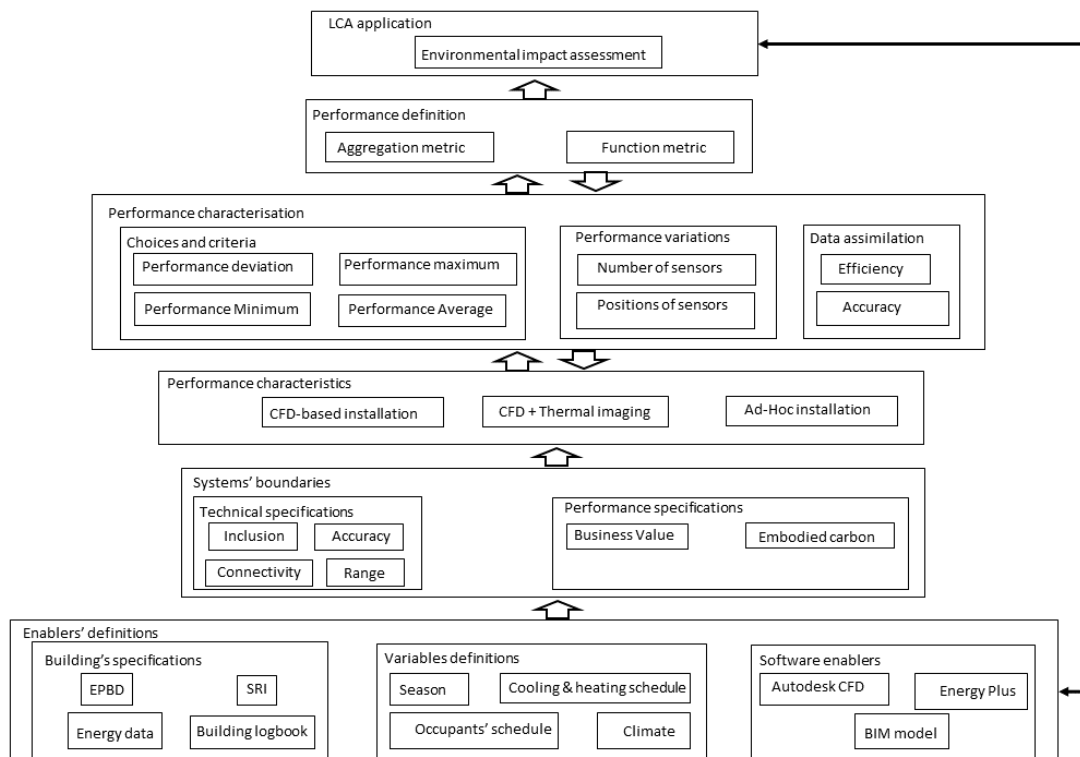 LCA application
Environmental impact assessment
Performance definition
Aggregation metric
Function metric
Performance characterisation
Choices and criteria
Performance deviation
Performance maximum
Performance Minimum
Performance Average
Performance variations
Number of sensors
Positions of sensors
Data assimilation
Efficiency
Accuracy
Performance characteristics
CFD-based installation
CFD + Thermal imaging
Ad-Hoc installation
Systems’ boundaries
Technical specifications
Inclusion
Accuracy
Connectivity
Range
Performance specifications
Business Value
Embodied carbon
Enablers’ definitions
Building’s specifications
EPBD
SRI
Energy data
Building logbook
Variables definitions
Season
Cooling & heating schedule
Occupants’ schedule
Climate
Software enablers
Autodesk CFD
Energy Plus
BIM model